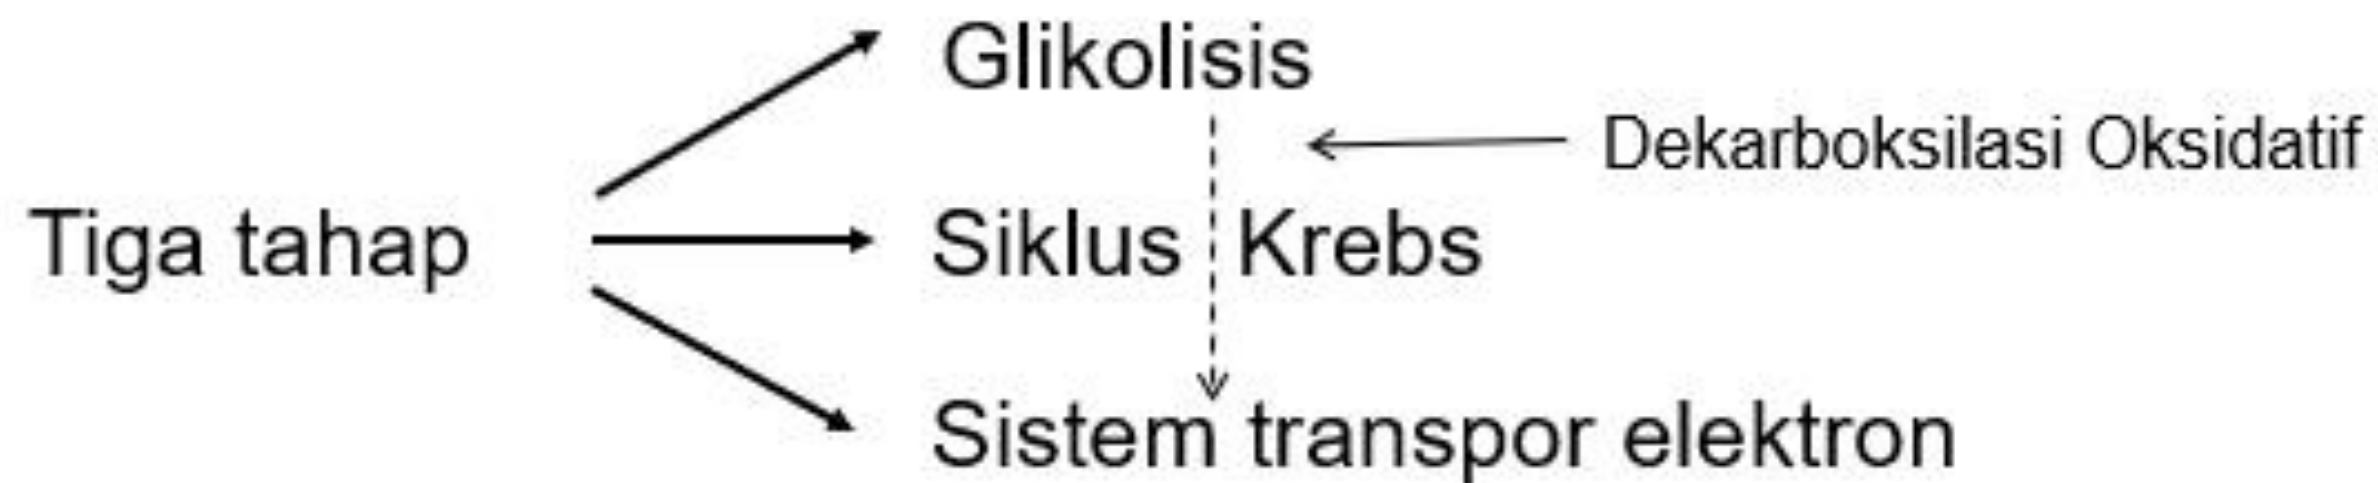 Glikolisis
Dekarboksilasi Oksidatif
Tiga tahap
Siklus Krebs
Sistem transpor elektron